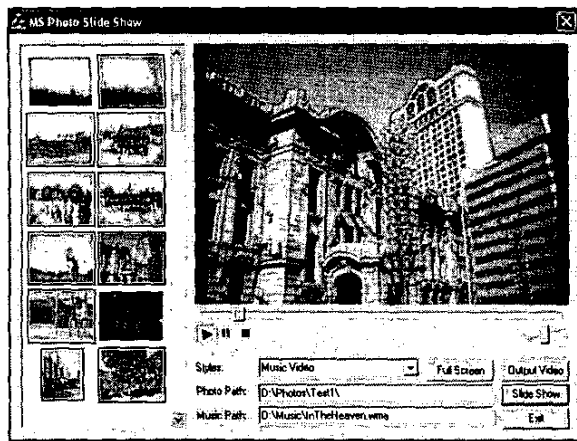 MS Photo Slide Show
Styles: Music Video Full Screen Output Video
Photo Path: D:\Photos\Test1\ Slide Show
Music Path: D:\Music\InTheHeaven.wma Exit